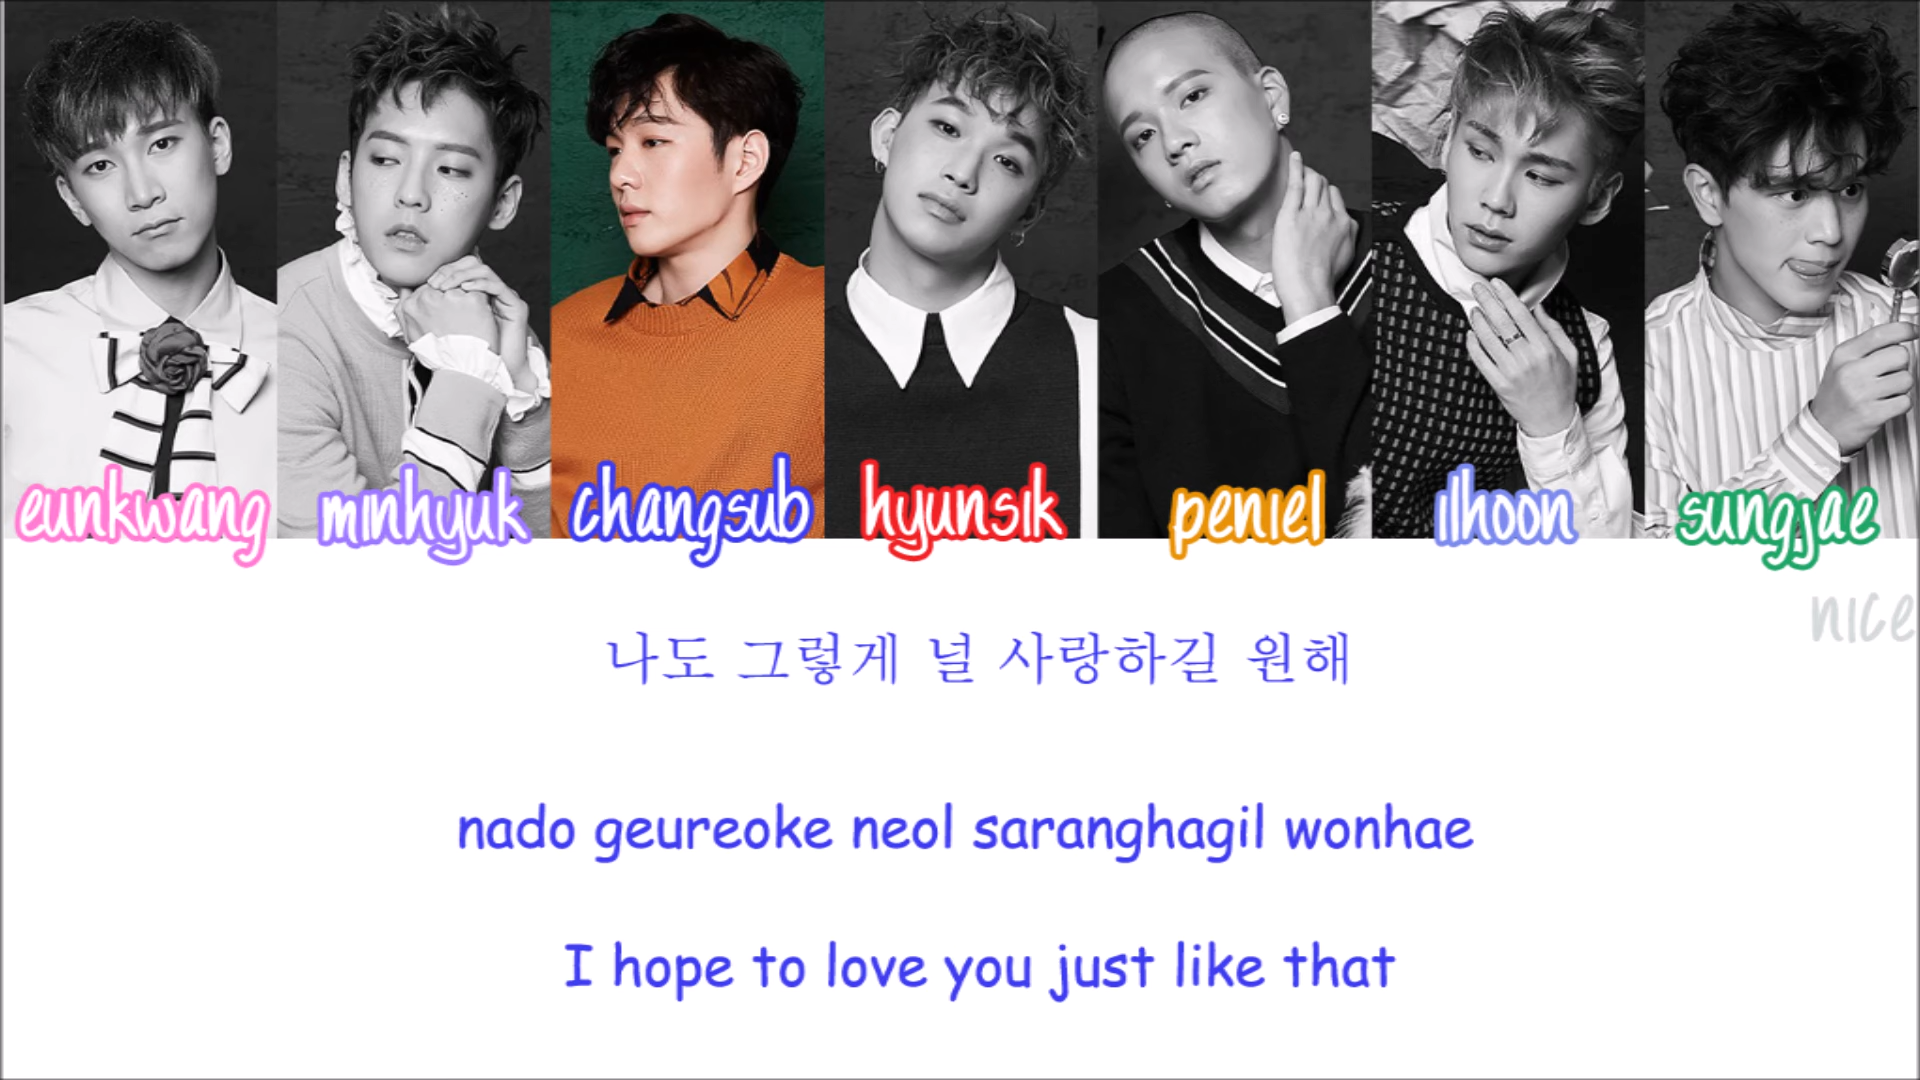 eunkwang minhyuk changsub hyunsik peniel ilhoon sungjae
nice
나도 그렇게 널 사랑하길 원해
nado geureoke neol saranghagil wonhae
I hope to love you just like that